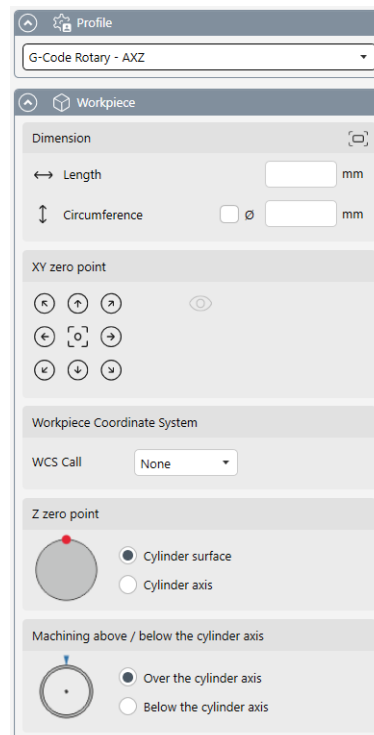 Profile
G-Code Rotary - AXZ
Workpiece
Dimension
Length mm
Circumference Ø mm
XY zero point
Workpiece Coordinate System
WCS Call None
Z zero point
Cylinder surface
Cylinder axis
Machining above / below the cylinder axis
Over the cylinder axis
Below the cylinder axis